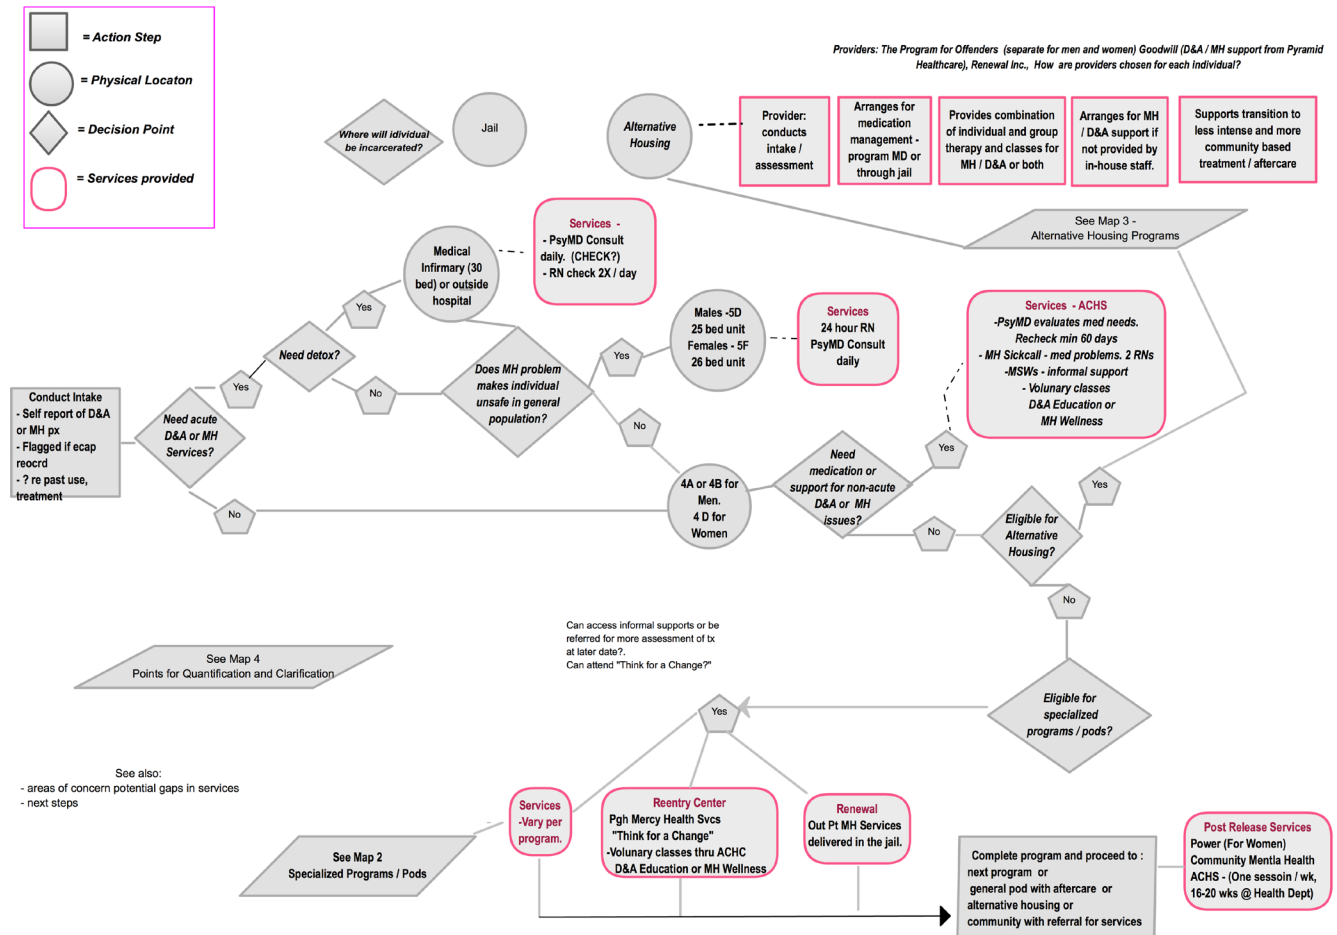 = Action Step
= Physical Locaton
= Decision Point
= Services provided
Providers: The Program for Offenders (separate for men and women) Goodwill (D&A / MH support from Pyramid
Healthcare), Renewal Inc., How are providers chosen for each individual?
Where will idividual
be incarcerated?
Jail
Alternative
Housing
Provider:
conducts
intake /
assessment
Arranges for
medication
management -
program MD or
through jail
Provides combination
of individual and group
therapy and classes for
MH / D&A or both
Arranges for MH
/ D&A support if
not provided by
in-house staff.
Supports transition to
less intense and more
community based
treatment / aftercare
See Map 3 -
Alternative Housing Programs
Medical
Infirmary (30
bed) or outside
hospital
Services -
- PsyMD Consult
daily. (CHECK?)
- RN check 2X / day
Yes
Need detox?
Yes
No
Does MH problem
makes individual
unsafe in general
population?
Yes
No
Males -5D
25 bed unit
Females - 5F
26 bed unit
Services
24 hour RN
PsyMD Consult
daily
Services - ACHS
-PsyMD evaluates med needs.
Recheck min 60 days
- MH Sickcall - med problems. 2 RNs
-MSWs - informal support
- Volunary classes
D&A Education or
MH Wellness
Conduct Intake
- Self report of D&A
or MH px
- Flagged if ecap
reocrd
- ? re past use,
treatment
Need acute
D&A or MH
Services?
No
4A or 4B for
Men.
4 D for
Women
Need
medication or
support for non-acute
D&A or MH
issues?
Yes
No
Eligible for
Alternative
Housing?
Yes
No
Can access informal supports or be
referred for more assessment of tx
at later date?.
Can attend "Think for a Change?"
See Map 4
Points for Quantification and Clarification
Eligible for
specialized
programs / pods?
Yes
See also:
- areas of concern potential gaps in services
- next steps
Services
-Vary per
program.
Reentry Center
Pgh Mercy Health Svcs
"Think for a Change"
-Volunary classes thru ACHC
D&A Education or MH Wellness
Renewal
Out Pt MH Services
delivered in the jail.
See Map 2
Specialized Programs / Pods
Complete program and proceed to :
next program or
general pod with aftercare or
alternative housing or
community with referral for services
Post Release Services
Power (For Women)
Community Mentla Health
ACHS - (One sessoin / wk,
16-20 wks @ Health Dept)